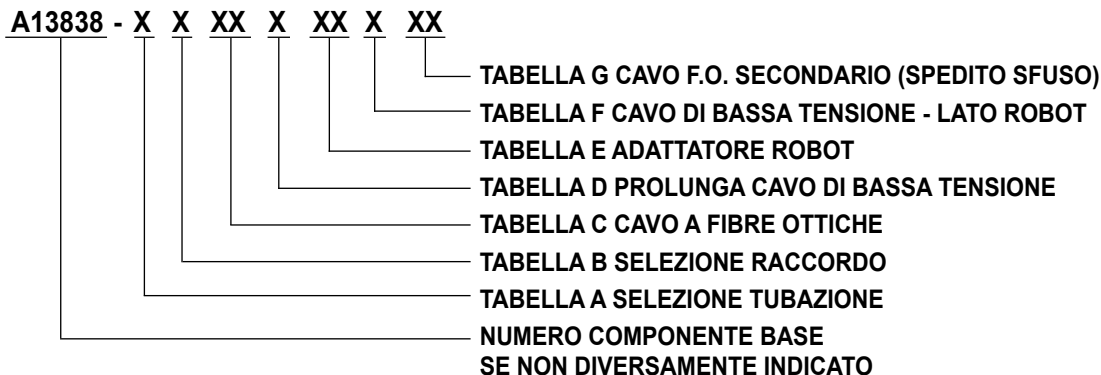 A13838 - X X XX X XX X XX
TABELLA G CAVO F.O. SECONDARIO (SPEDITO SFUSO)
TABELLA F CAVO DI BASSA TENSIONE - LATO ROBOT
TABELLA E ADATTATORE ROBOT
TABELLA D PROLUNGA CAVO DI BASSA TENSIONE
TABELLA C CAVO A FIBRE OTTICHE
TABELLA B SELEZIONE RACCORDO
TABELLA A SELEZIONE TUBAZIONE
NUMERO COMPONENTE BASE
SE NON DIVERSAMENTE INDICATO